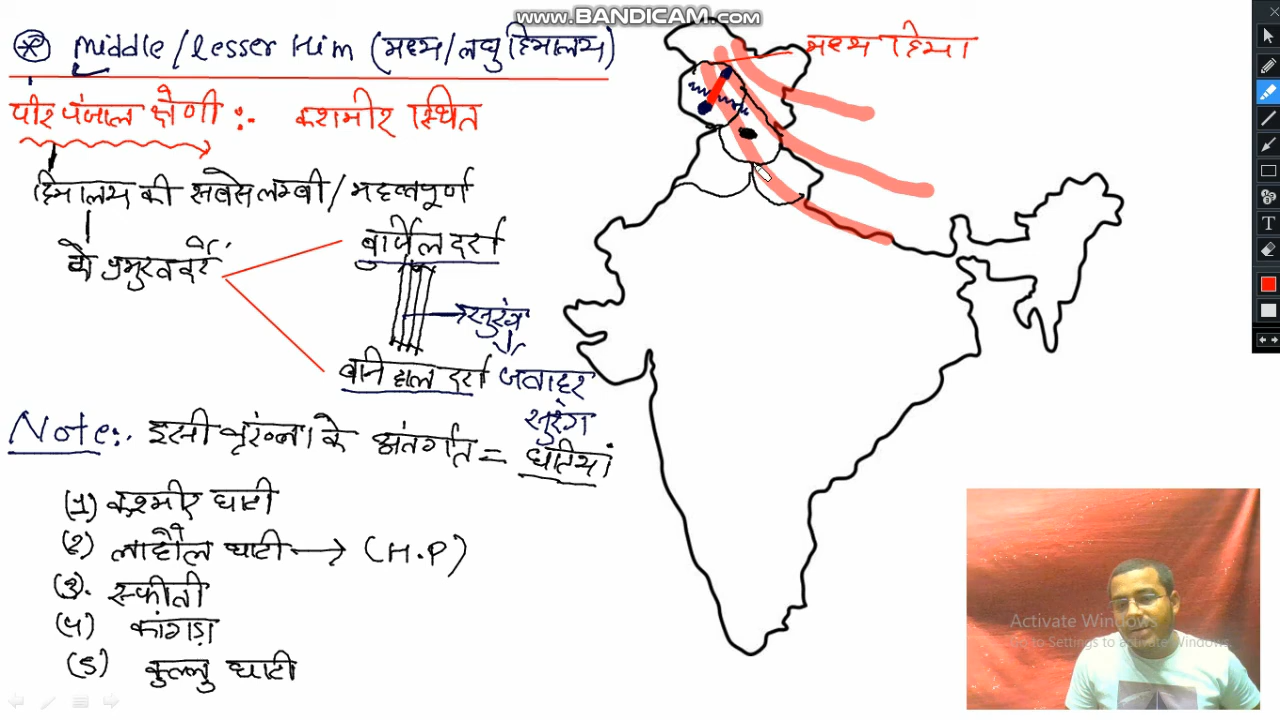 www.BANDICAM.com
Middle/Lesser Him (मध्य/लघु हिमालय)
मध्य हिमा
पीर पंजाल श्रेणी :- कश्मीर स्थित
हिमालय की सबसे लम्बी/महत्वपूर्ण
बुर्जिल दर्रा
दो प्रमुख दर्रे
सुरंग
बानिहाल दर्रा जवाहर
सुरंग
Note:- इसी श्रृंखला के अंतर्गत = घाटियां
(1) कश्मीर घाटी
(2) लाहौल घाटी → (H.P)
(3). स्फीती
(4) कांगड़ा
(5) कुल्लु घाटी
Activate Windows
Go to Settings to activate Windows.